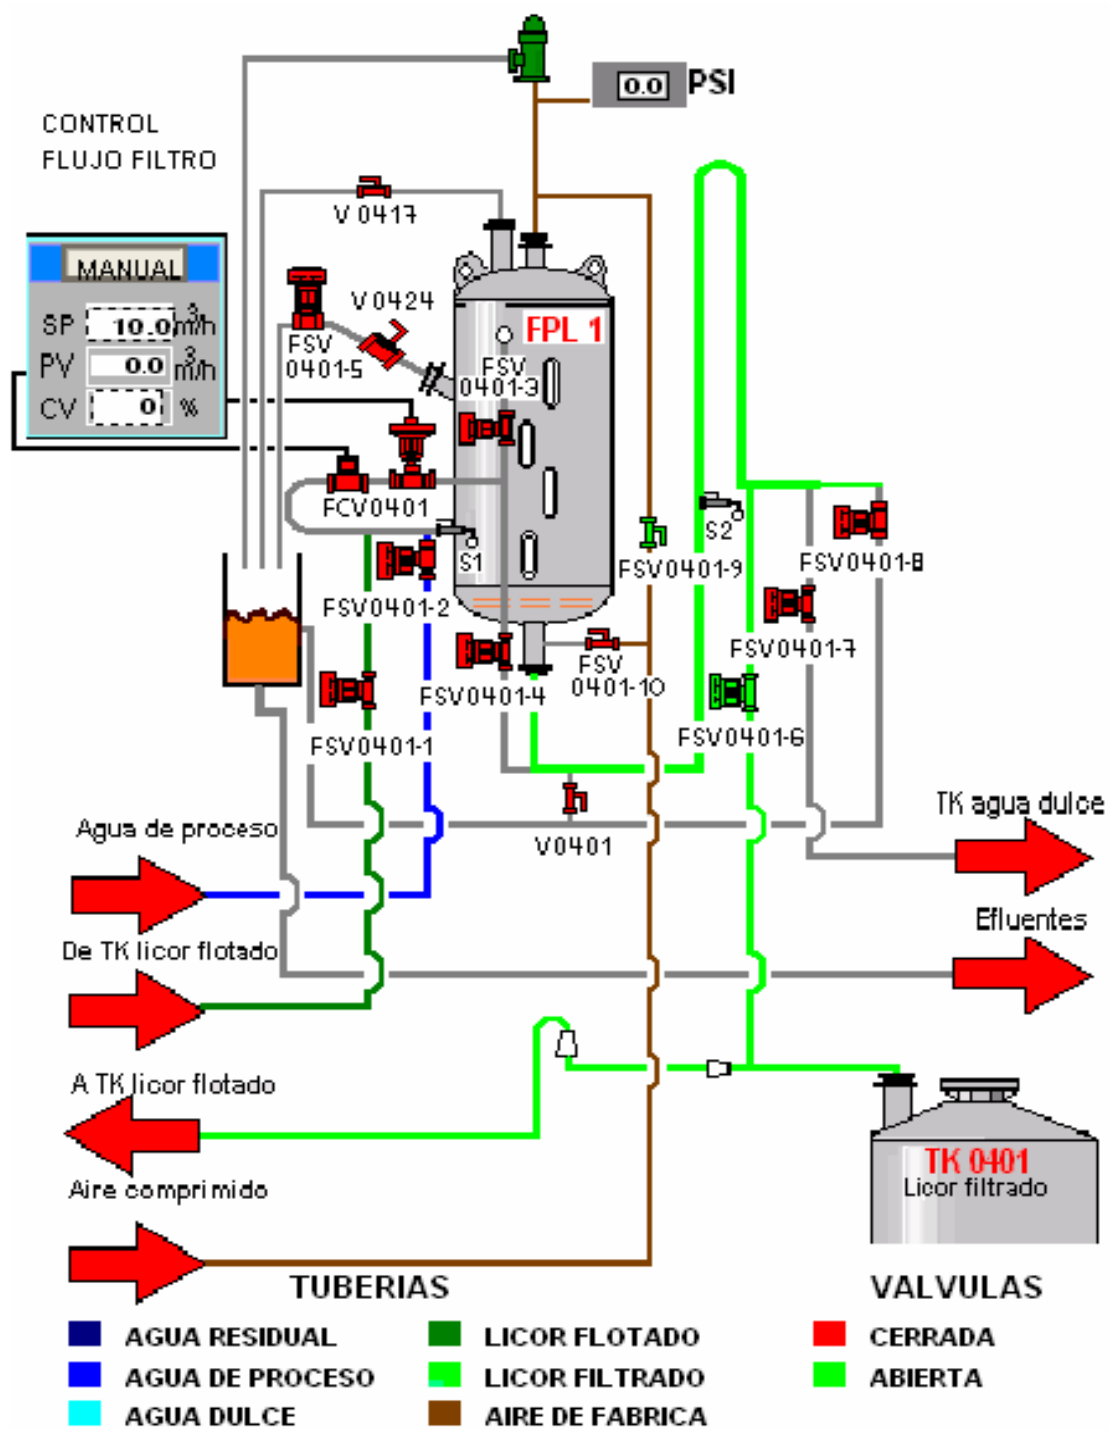 0.0 PSI
CONTROL
FLUJO FILTRO
V 0417
MANUAL
SP 10.0 m³/h
PV 0.0 m³/h
CV 0 %
V0424
FSV
0401-5
FPL 1
FSV
0401-3
FCV0401
S1
S2
FSV0401-8
FSV0401-9
FSV0401-2
FSV0401-7
FSV
0401-10
FSV0401-4
FSV0401-1
FSV0401-6
V0401
TK agua dulce
Agua de proceso
Efluentes
De TK licor flotado
A TK licor flotado
TK 0401
Licor filtrado
Aire comprimido
TUBERIAS
VALVULAS
AGUA RESIDUAL
LICOR FLOTADO
CERRADA
AGUA DE PROCESO
LICOR FILTRADO
ABIERTA
AGUA DULCE
AIRE DE FABRICA